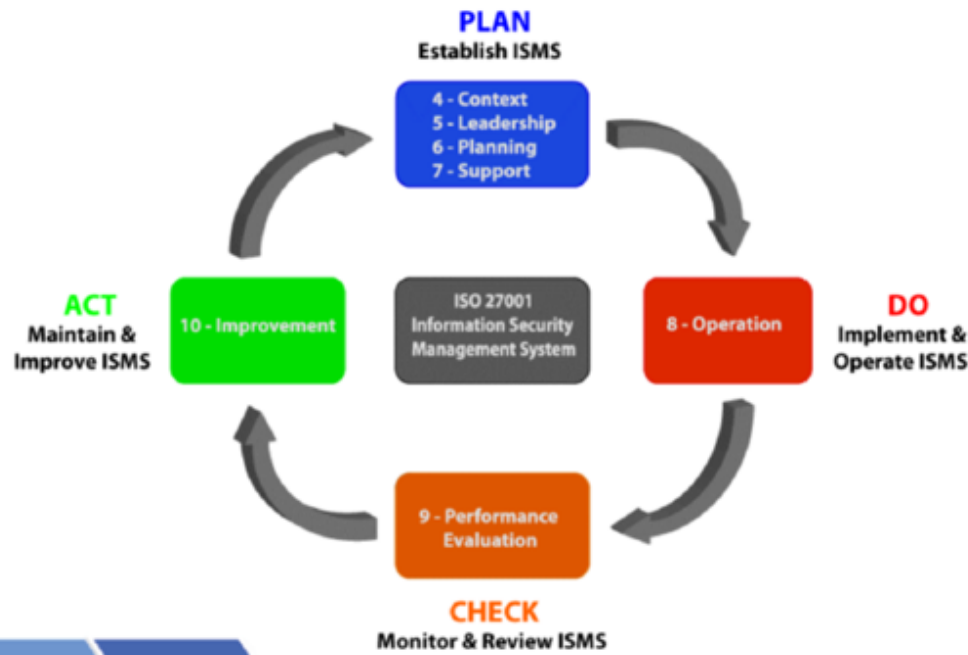 PLAN
Establish ISMS
4 - Context
5 - Leadership
6 - Planning
7 - Support
ACT
Maintain &
Improve ISMS
10 - Improvement
ISO 27001
Information Security
Management System
8 - Operation
DO
Implement &
Operate ISMS
9 - Performance
Evaluation
CHECK
Monitor & Review ISMS